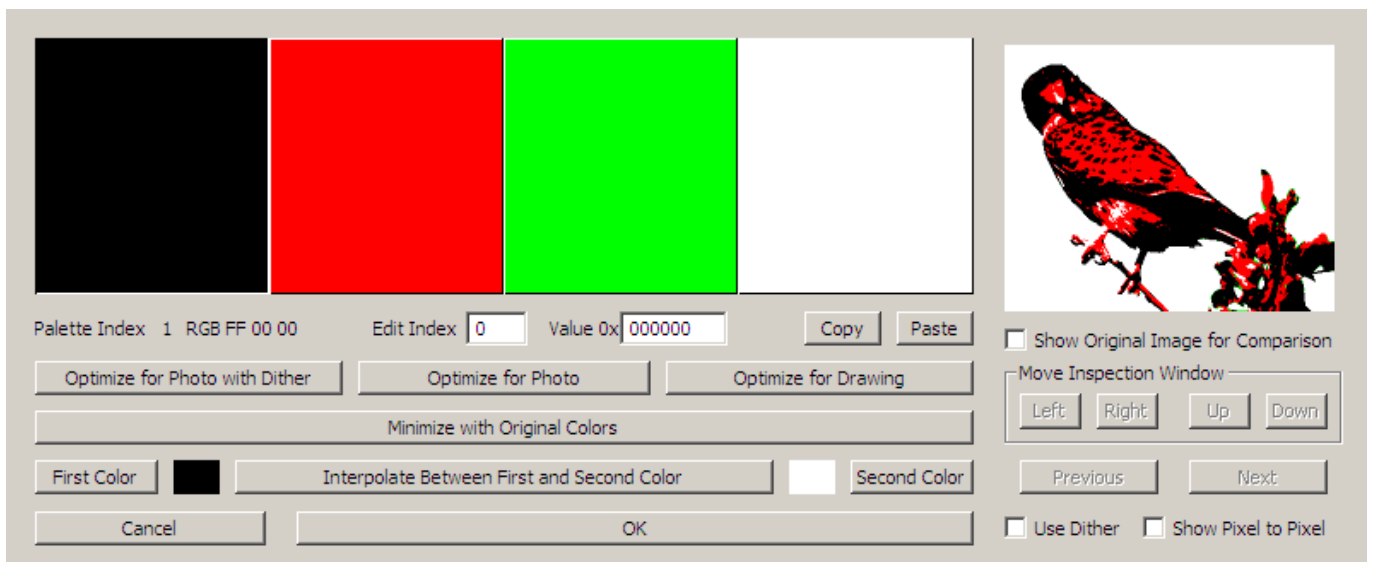 Palette Index 1 RGB FF 00 00 Edit Index 0 Value 0x 000000 Copy Paste
Show Original Image for Comparison
Optimize for Photo with Dither Optimize for Photo Optimize for Drawing
Move Inspection Window
Left Right Up Down
Minimize with Original Colors
First Color Interpolate Between First and Second Color Second Color
Previous Next
Cancel OK
Use Dither Show Pixel to Pixel